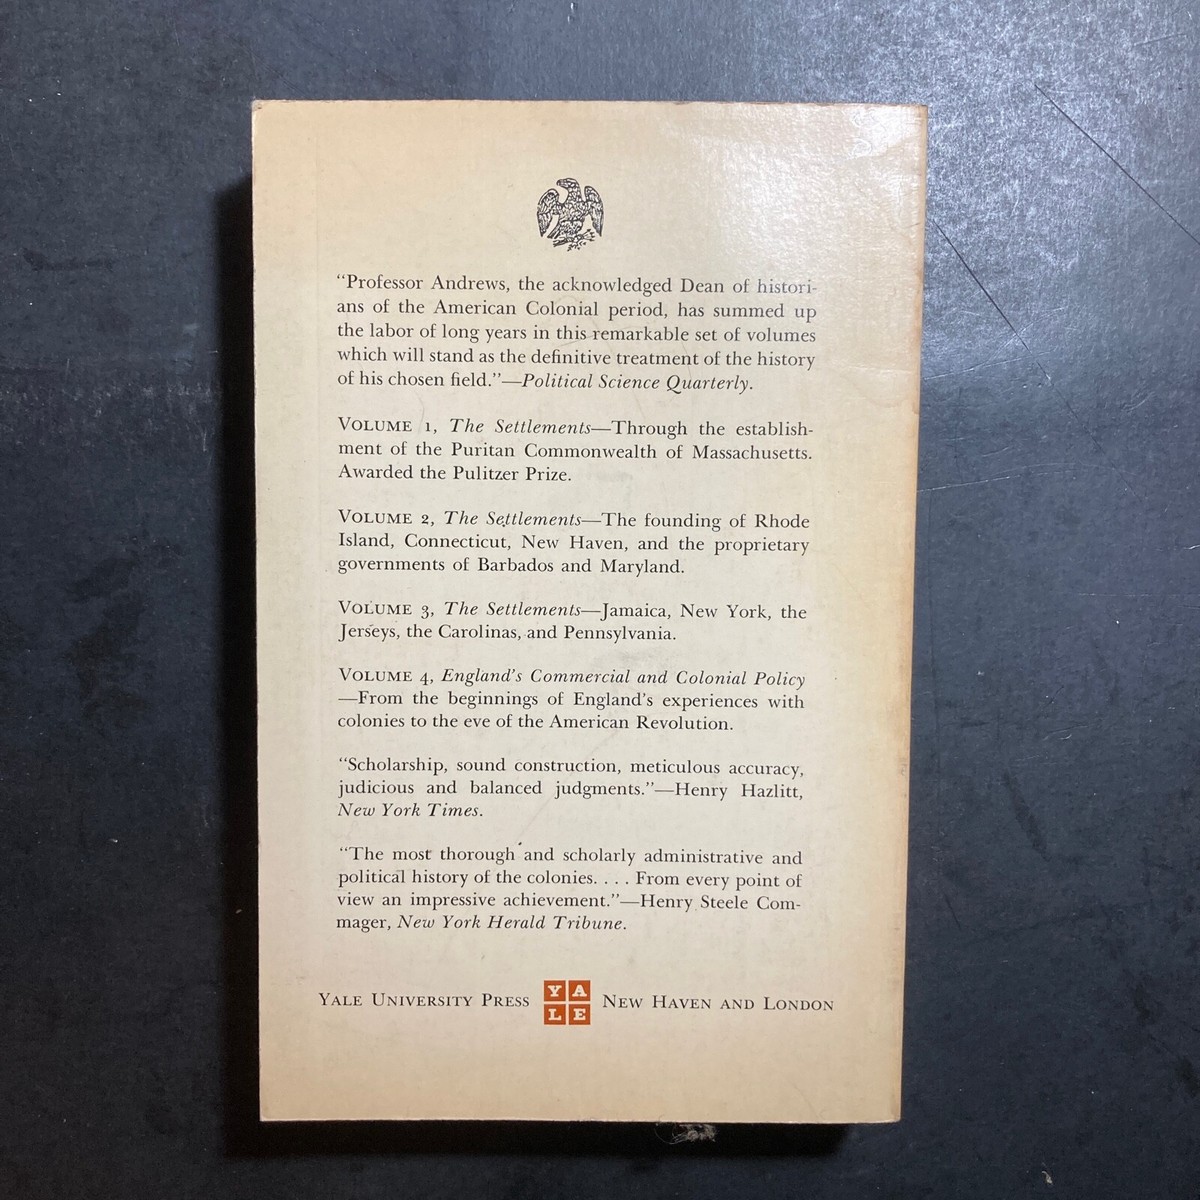 “Professor Andrews, the acknowledged Dean of histori-
ans of the American Colonial period, has summed up
the labor of long years in this remarkable set of volumes
which will stand as the definitive treatment of the history
of his chosen field.”—Political Science Quarterly.
VOLUME 1, The Settlements—Through the establish-
ment of the Puritan Commonwealth of Massachusetts.
Awarded the Pulitzer Prize.
VOLUME 2, The Settlements—The founding of Rhode
Island, Connecticut, New Haven, and the proprietary
governments of Barbados and Maryland.
VOLUME 3, The Settlements—Jamaica, New York, the
Jerseys, the Carolinas, and Pennsylvania.
VOLUME 4, England’s Commercial and Colonial Policy
—From the beginnings of England’s experiences with
colonies to the eve of the American Revolution.
“Scholarship, sound construction, meticulous accuracy,
judicious and balanced judgments.”—Henry Hazlitt,
New York Times.
“The most thorough and scholarly administrative and
political history of the colonies. . . . From every point of
view an impressive achievement.”—Henry Steele Com-
mager, New York Herald Tribune.
YALE UNIVERSITY PRESS YALE NEW HAVEN AND LONDON